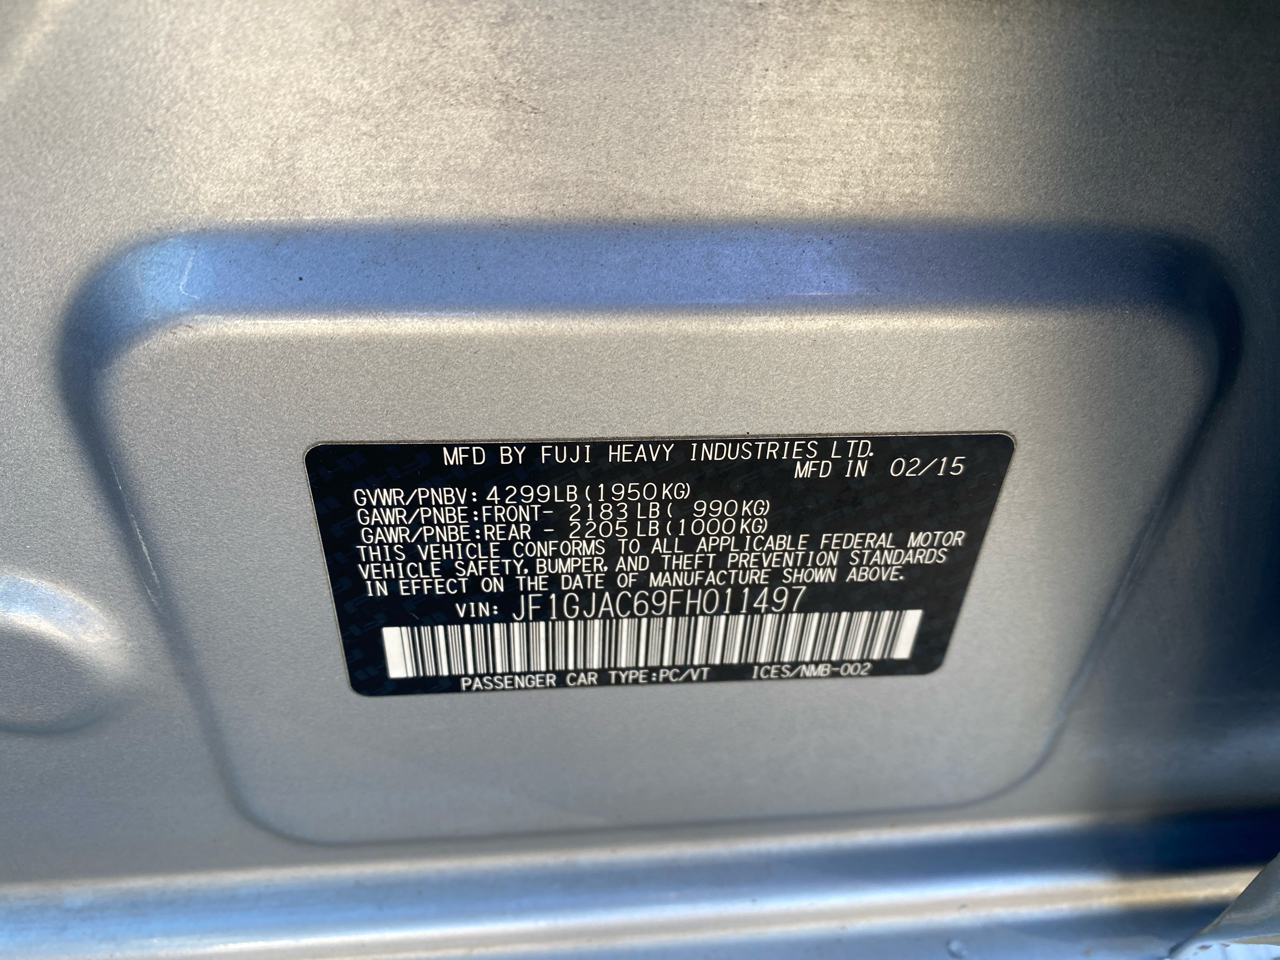 MFD BY FUJI HEAVY INDUSTRIES LTD.
MFD IN 02/15
GVWR/PNBV: 4299LB(1950KG)
GAWR/PNBE:FRONT- 2183LB( 990KG)
GAWR/PNBE:REAR - 2205LB(1000KG)
THIS VEHICLE CONFORMS TO ALL APPLICABLE FEDERAL MOTOR
VEHICLE SAFETY, BUMPER, AND THEFT PREVENTION STANDARDS
IN EFFECT ON THE DATE OF MANUFACTURE SHOWN ABOVE.
VIN: JF1GJAC69FH011497
PASSENGER CAR TYPE:PC/VT ICES/NMB-002